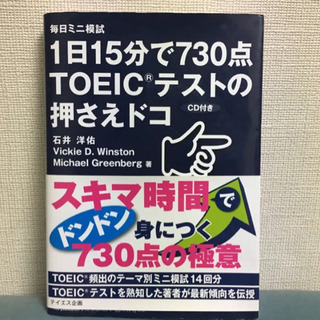 毎日ミニ模試
1日15分で730点
TOEIC®テストの
押さえドコ
CD付き
石井 洋佑
Vickie D. Winston
Michael Greenberg 著
スキマ時間で
ドンドン身につく
730点の極意
TOEIC®頻出のテーマ別ミニ模試14回分
TOEIC®テストを熟知した著者が最新傾向を伝授
テイエス企画